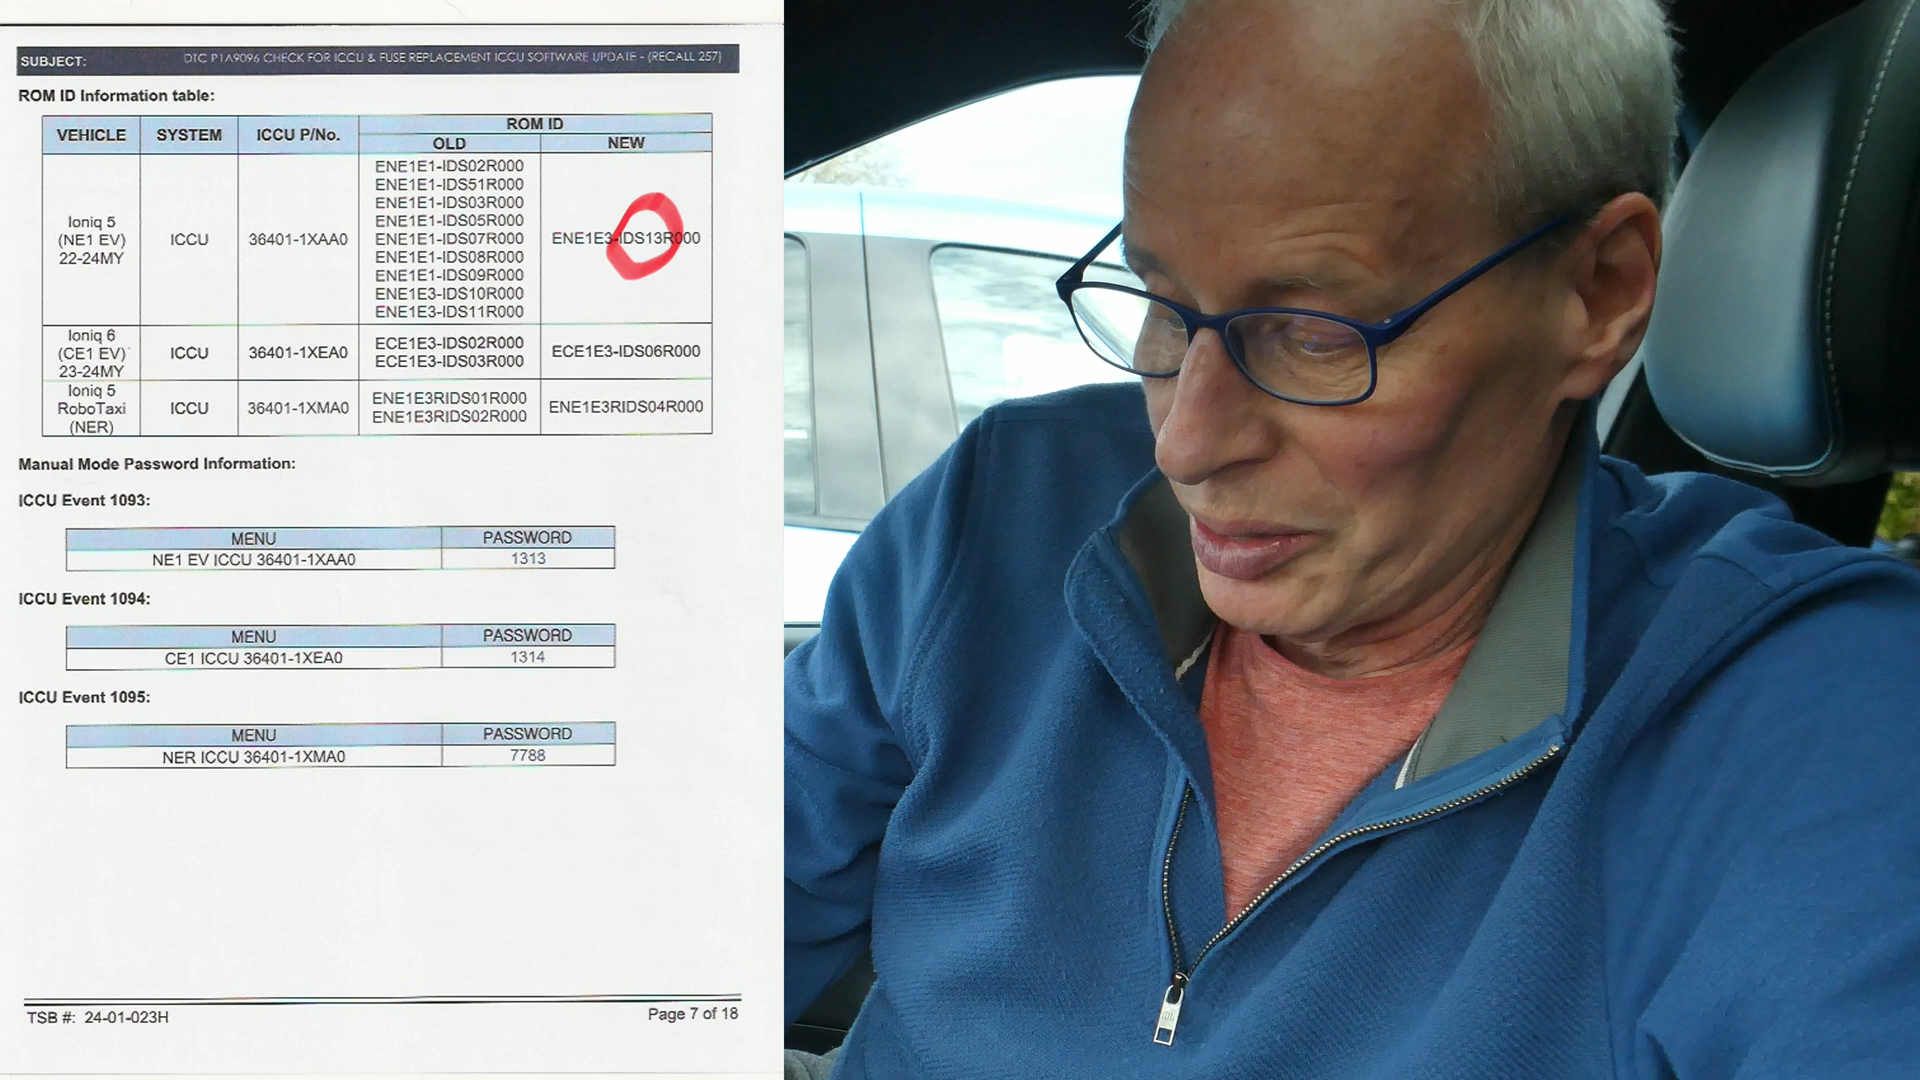 SUBJECT: DTC P1A9096 CHECK FOR ICCU & FUSE REPLACEMENT ICCU SOFTWARE UPDATE - (RECALL 257)
ROM ID Information table:
VEHICLE SYSTEM ICCU P/No. ROM ID
OLD NEW
Ioniq 5
(NE1 EV)
22-24MY
ICCU
36401-1XAA0
ENE1E1-IDS02R000
ENE1E1-IDS51R000
ENE1E1-IDS03R000
ENE1E1-IDS05R000
ENE1E1-IDS07R000
ENE1E1-IDS08R000
ENE1E1-IDS09R000
ENE1E3-IDS10R000
ENE1E3-IDS11R000
ENE1E3-IDS13R000
Ioniq 6
(CE1 EV)
23-24MY
ICCU
36401-1XEA0
ECE1E3-IDS02R000
ECE1E3-IDS03R000
ECE1E3-IDS06R000
Ioniq 5
RoboTaxi
(NER)
ICCU
36401-1XMA0
ENE1E3RIDS01R000
ENE1E3RIDS02R000
ENE1E3RIDS04R000
Manual Mode Password Information:
ICCU Event 1093:
MENU PASSWORD
NE1 EV ICCU 36401-1XAA0 1313
ICCU Event 1094:
MENU PASSWORD
CE1 ICCU 36401-1XEA0 1314
ICCU Event 1095:
MENU PASSWORD
NER ICCU 36401-1XMA0 7788
TSB #: 24-01-023H Page 7 of 18